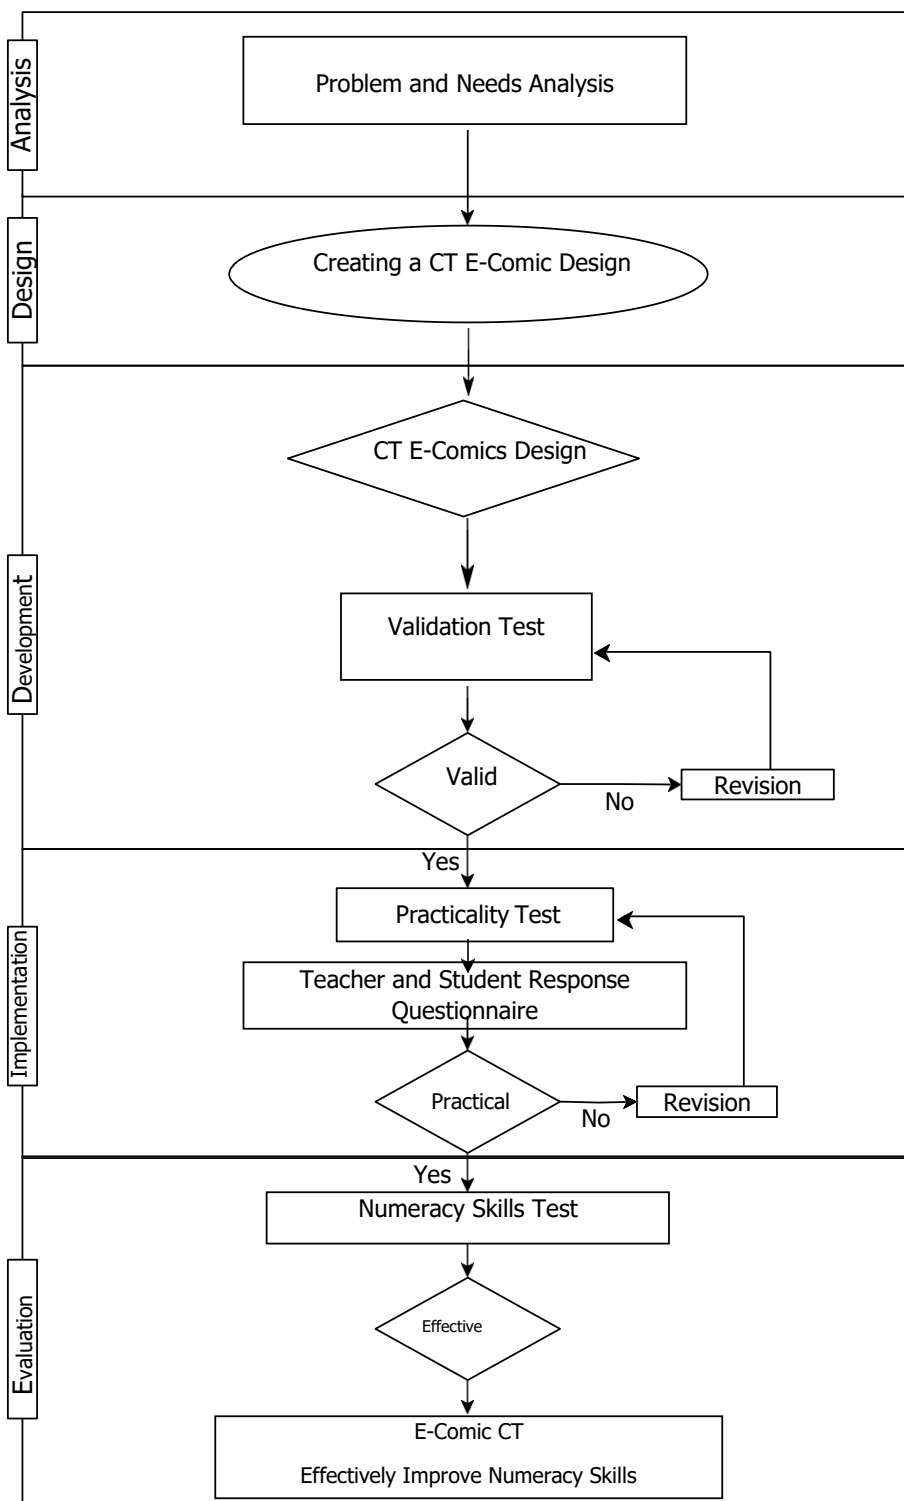 Analysis
Problem and Needs Analysis
Design
Creating a CT E-Comic Design
Development
CT E-Comics Design
Validation Test
Valid
No
Revision
Yes
Implementation
Practicality Test
Teacher and Student Response
Questionnaire
Practical
No
Revision
Yes
Evaluation
Numeracy Skills Test
Effective
E-Comic CT
Effectively Improve Numeracy Skills